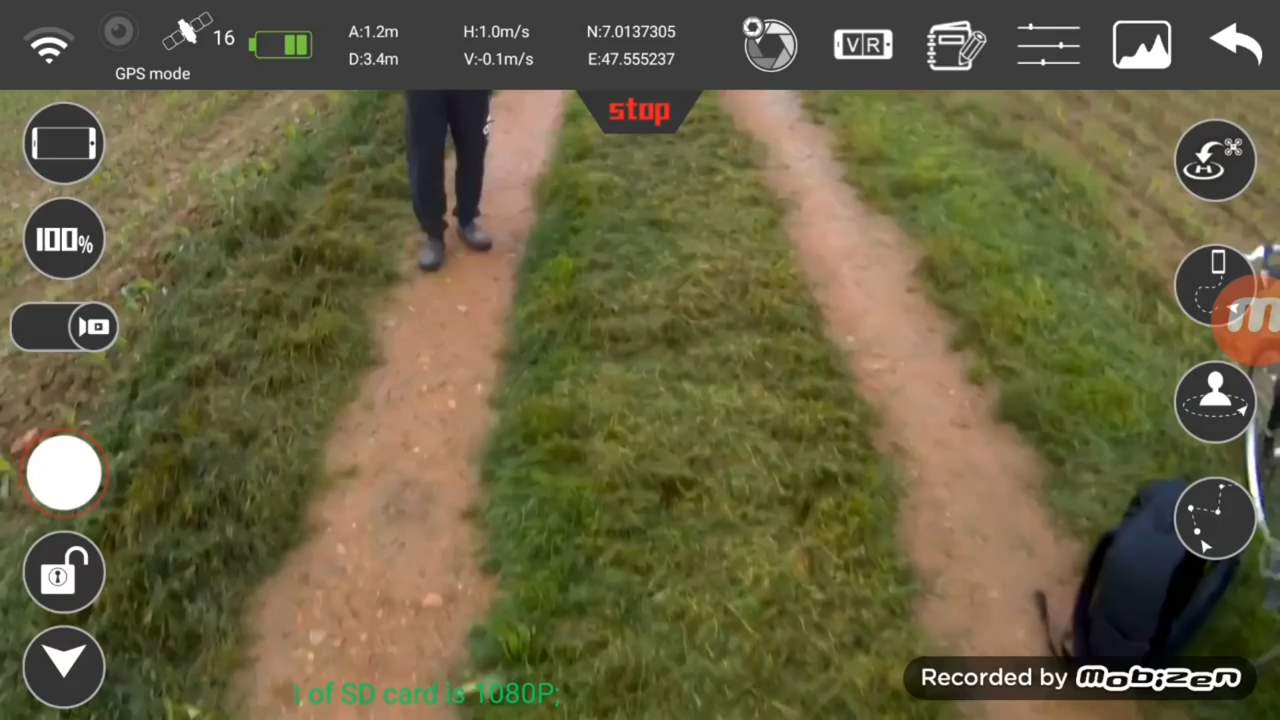 16
GPS mode
A:1.2m
D:3.4m
H:1.0m/s
V:-0.1m/s
N:7.0137305
E:47.555237
VR
stop
100%
H
of SD card is 1080P;
Recorded by Mobizen